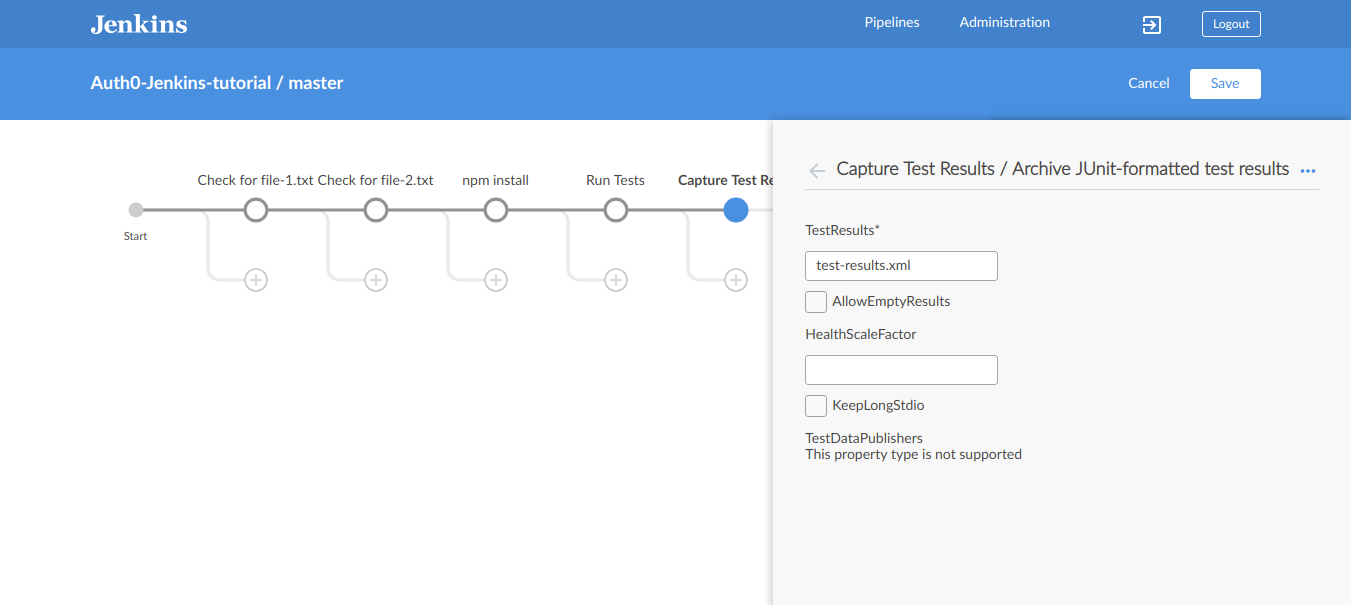 Jenkins
Pipelines
Administration
Logout
Auth0-Jenkins-tutorial / master
Cancel
Save
Check for file-1.txt
Check for file-2.txt
npm install
Run Tests
Capture Test Re
Start
Capture Test Results / Archive JUnit-formatted test results
TestResults*
test-results.xml
AllowEmptyResults
HealthScaleFactor
KeepLongStdio
TestDataPublishers
This property type is not supported